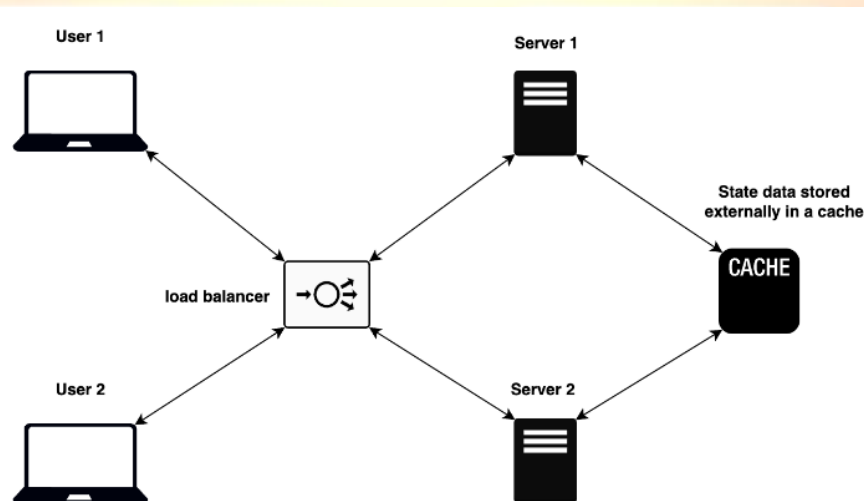 User 1
Server 1
State data stored
externally in a cache
CACHE
load balancer
User 2
Server 2